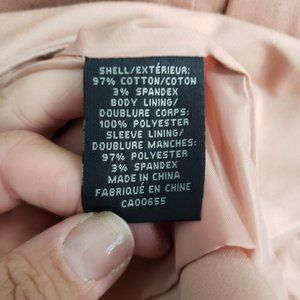 SHELL/EXTÉRIEUR:
97% COTTON/COTON
3% SPANDEX
BODY LINING/
DOUBLURE CORPS:
100% POLYESTER
SLEEVE LINING/
DOUBLURE MANCHES:
97% POLYESTER
3% SPANDEX
MADE IN CHINA
FABRIQUÉ EN CHINE
CA00655